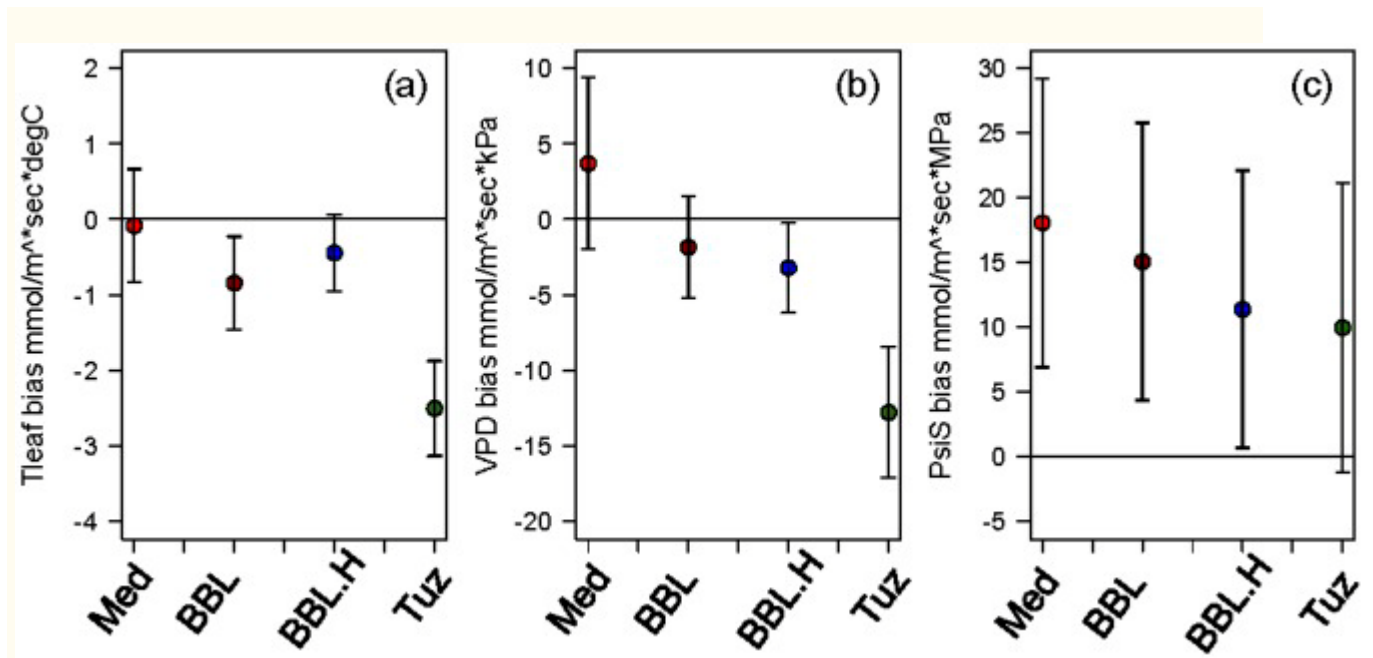 (a)
Tleaf bias mmol/m^*sec*degC
2
1
0
-1
-2
-3
-4
Med
BBL
BBL.H
Tuz
(b)
VPD bias mmol/m^*sec*kPa
10
5
0
-5
-10
-15
-20
Med
BBL
BBL.H
Tuz
(c)
PsiS bias mmol/m^*sec*MPa
30
25
20
15
10
5
0
-5
Med
BBL
BBL.H
Tuz